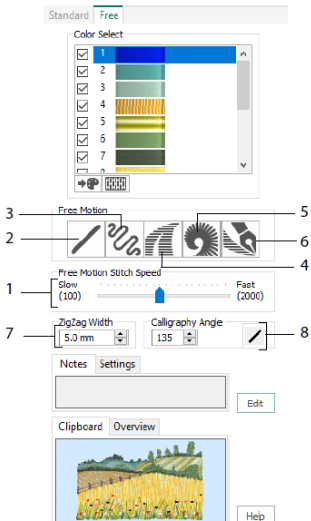 Standard Free
Color Select
1
2
3
4
5
6
7
Free Motion
3
5
2
6
4
Free Motion Stitch Speed
1
Slow
(100)
Fast
(2000)
ZigZag Width
Calligraphy Angle
7
5.0 mm
135
8
Notes Settings
Edit
Clipboard Overview
Help